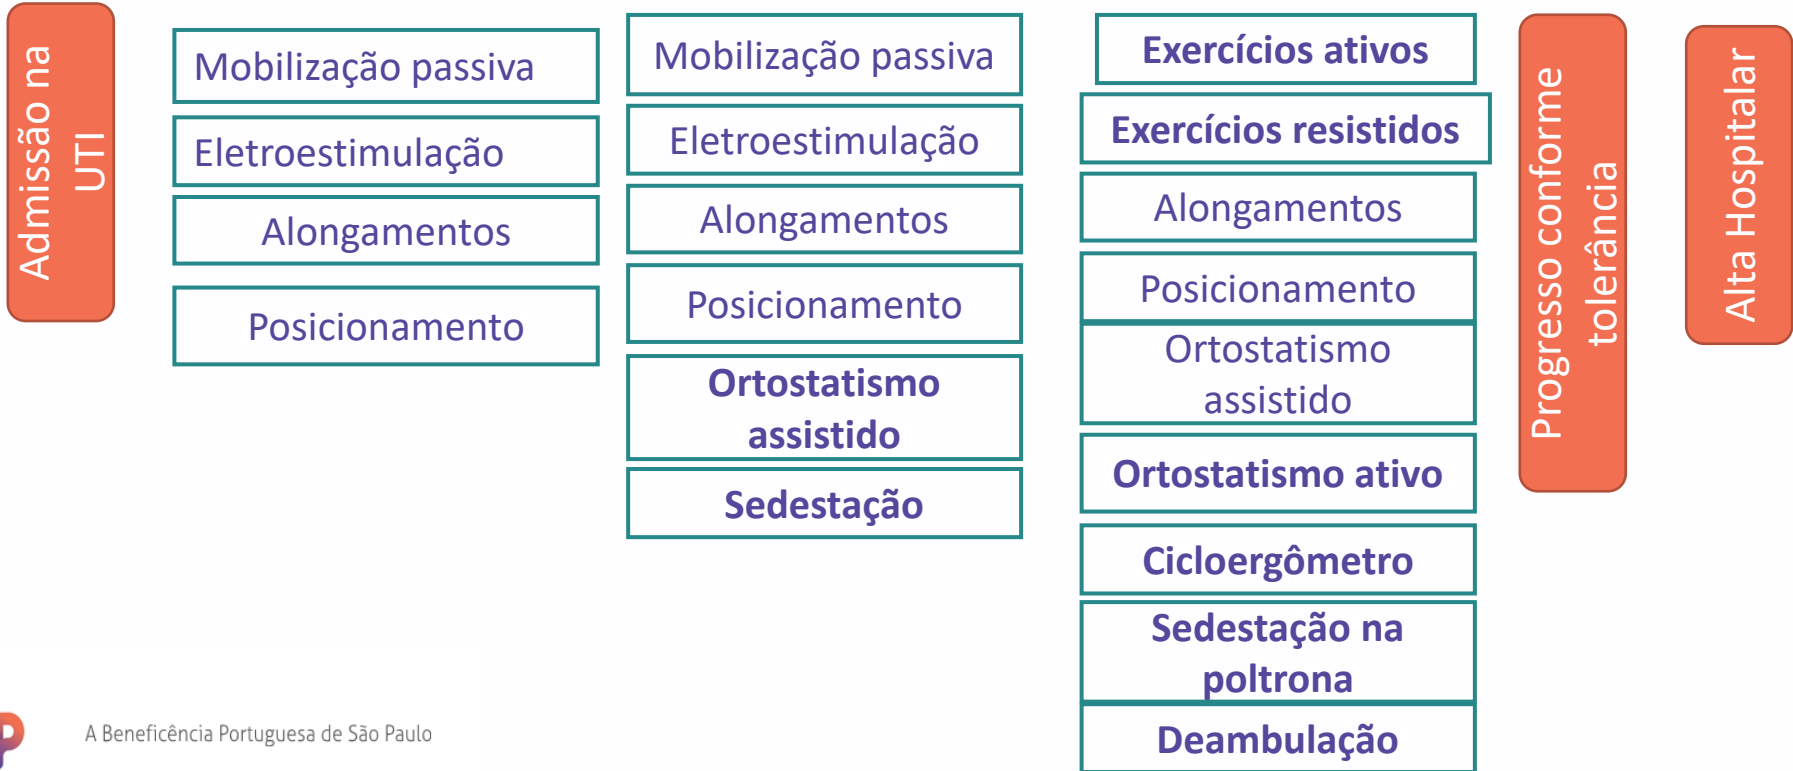 Admissão na
UTI
Mobilização passiva
Eletroestimulação
Alongamentos
Posicionamento
Mobilização passiva
Eletroestimulação
Alongamentos
Posicionamento
Ortostatismo
assistido
Sedestação
Exercícios ativos
Exercícios resistidos
Alongamentos
Posicionamento
Ortostatismo
assistido
Ortostatismo ativo
Cicloergômetro
Sedestação na
poltrona
Deambulação
Progresso conforme
tolerância
Alta Hospitalar
P
A Beneficência Portuguesa de São Paulo